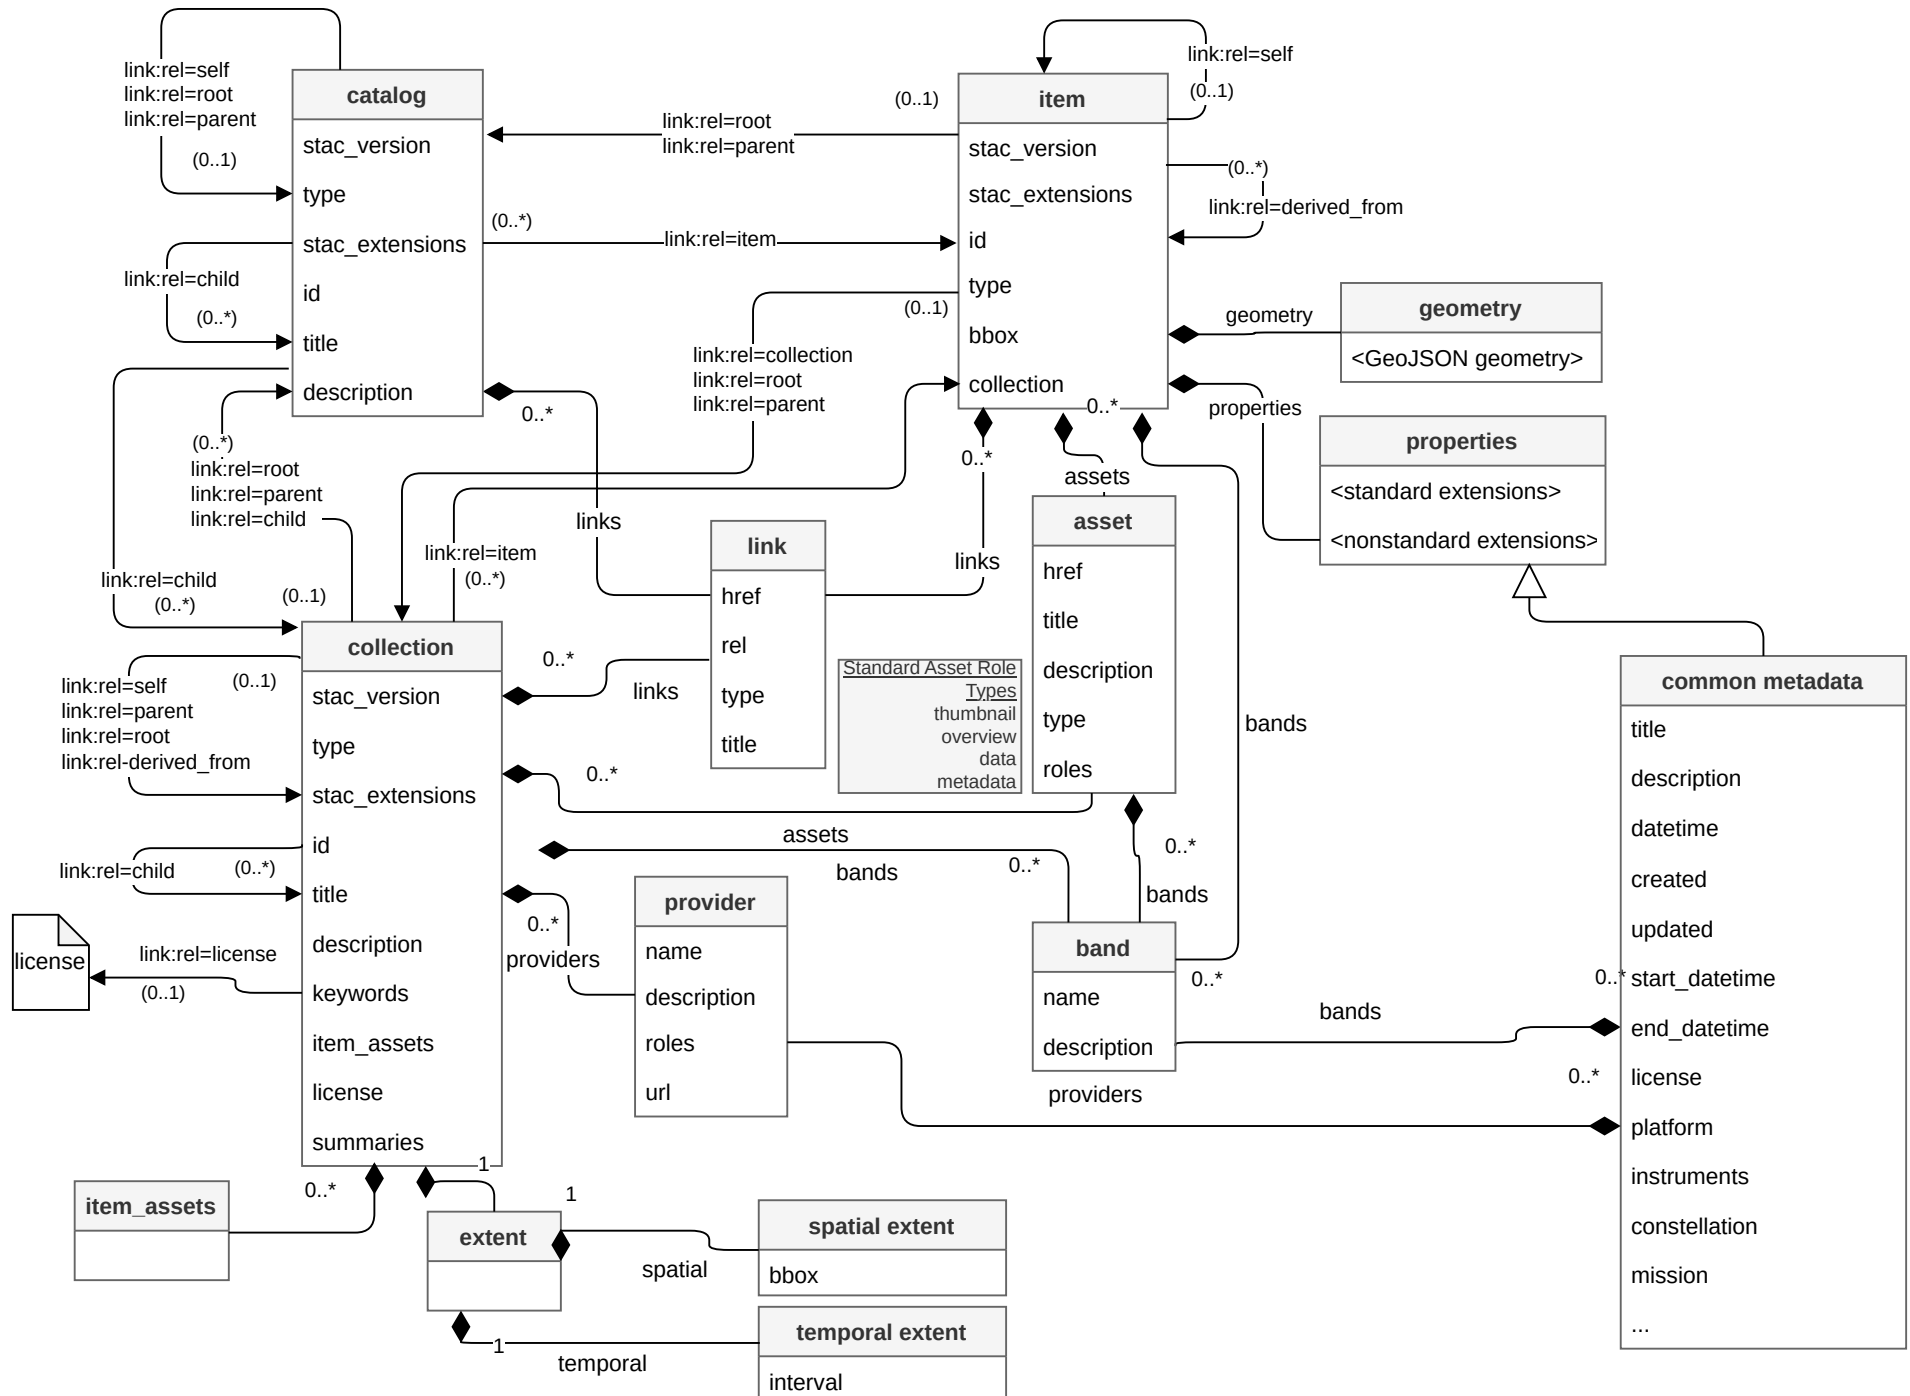 link:rel=self
link:rel=root
link:rel=parent
(0..1)
catalog
stac_version
type
stac_extensions
id
title
description
link:rel=child
(0..*)
link:rel=root
link:rel=parent
(0..1)
(0..*)
link:rel=item
item
stac_version
stac_extensions
id
type
bbox
collection
link:rel=self
(0..1)
(0..*)
link:rel=derived_from
(0..1)
link:rel=collection
link:rel=root
link:rel=parent
geometry
geometry
<GeoJSON geometry>
properties
properties
<standard extensions>
<nonstandard extensions>
0..*
links
0..*
links
0..*
assets
(0..*)
link:rel=root
link:rel=parent
link:rel=child
link:rel=item
(0..*)
link:rel=child
(0..*)
(0..1)
link
href
rel
type
title
asset
href
title
description
type
roles
Standard Asset Role
Types
thumbnail
overview
data
metadata
bands
collection
stac_version
type
stac_extensions
id
title
description
keywords
item_assets
license
summaries
link:rel=self
link:rel=parent
link:rel=root
link:rel-derived_from
(0..1)
0..*
links
0..*
assets
bands
0..*
0..*
bands
link:rel=child
(0..*)
license
link:rel=license
(0..1)
0..*
providers
provider
name
description
roles
url
band
name
description
0..*
bands
0..*
0..*
providers
common metadata
title
description
datetime
created
updated
start_datetime
end_datetime
license
platform
instruments
constellation
mission
...
item_assets
0..*
1
extent
1
spatial
spatial extent
bbox
1
temporal
temporal extent
interval